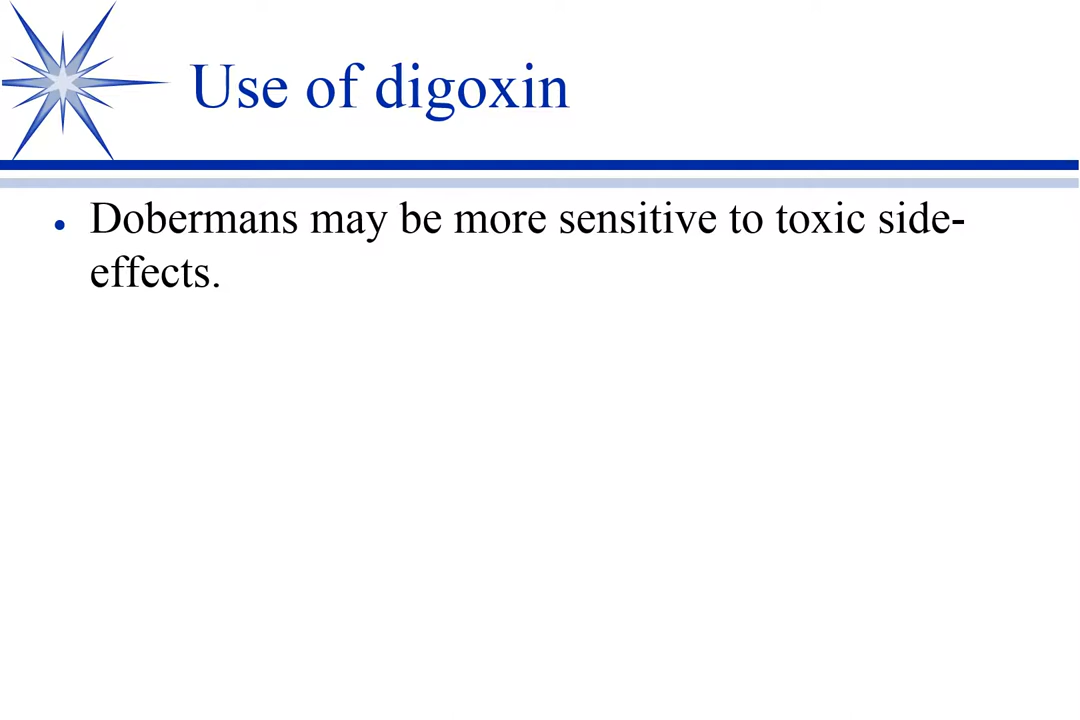 Use of digoxin
• Dobermans may be more sensitive to toxic side-
effects.